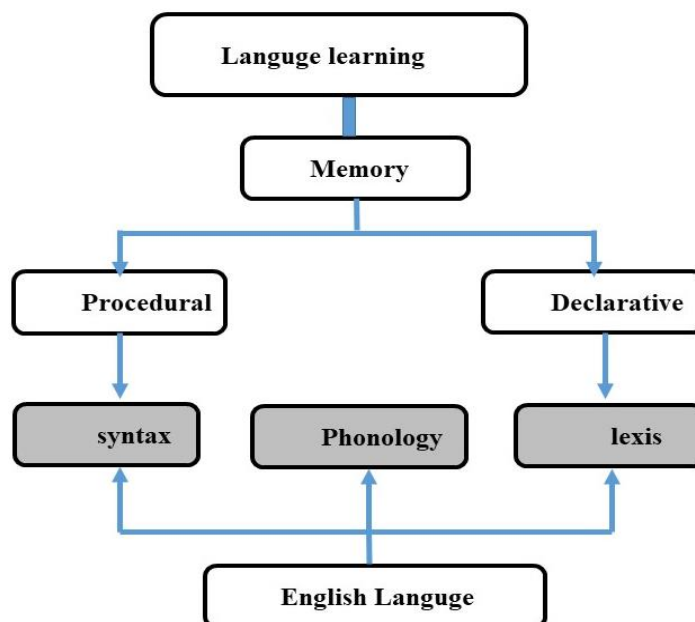 Languge learning
Memory
Procedural
Declarative
syntax
Phonology
lexis
English Languge